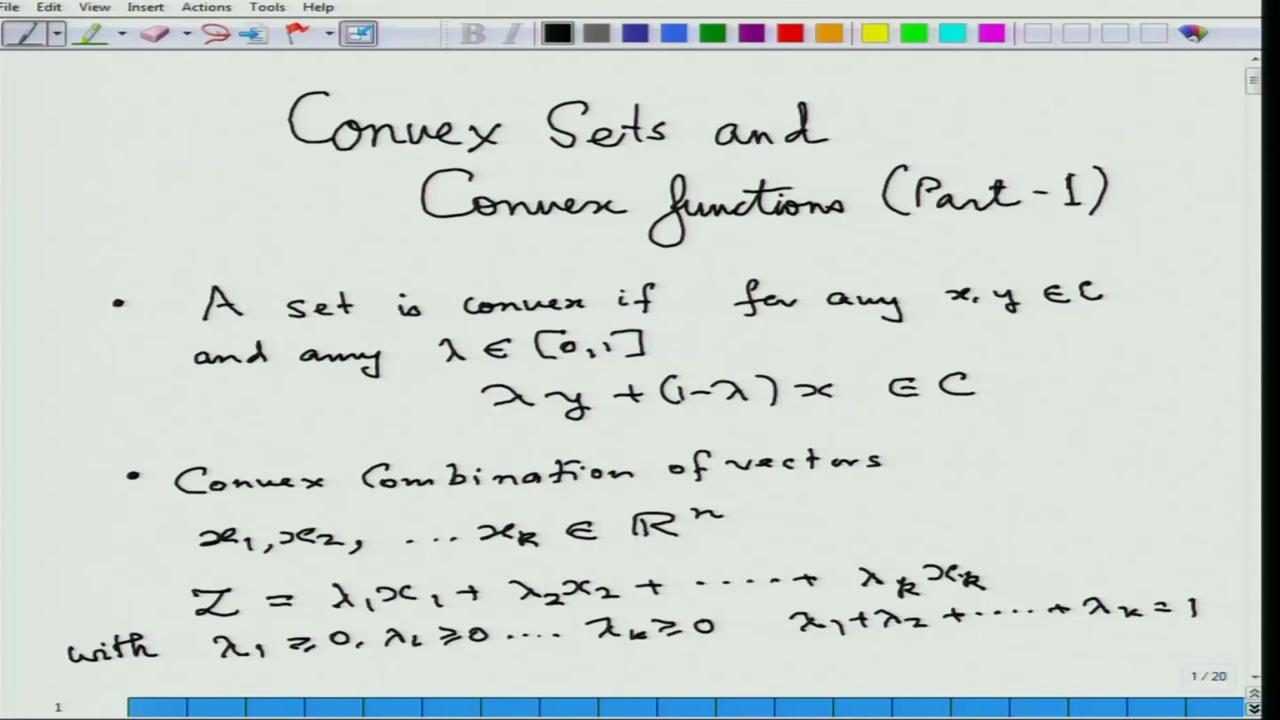 File Edit View Insert Actions Tools Help
B I
Convex Sets and
Convex functions (Part-1)
• A set is convex if for any x, y ∈ C
and any λ ∈ [0,1]
λy + (1-λ)x ∈ C
• Convex Combination of vectors
x₁, x₂, ... xₖ ∈ ℝⁿ
Z = λ₁x₁ + λ₂x₂ + ..... + λₖxₖ
with λ₁ ≥ 0, λ₂ ≥ 0 .... λₖ ≥ 0 λ₁+λ₂ + ..... + λₖ = 1
1 / 20
1